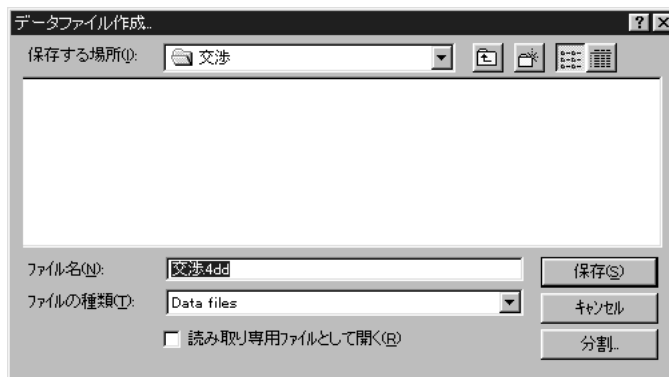 データファイル作成..
保存する場所(I):
交渉
ファイル名(N):
交渉.4dd
保存(S)
ファイルの種類(T):
Data files
キャンセル
読み取り専用ファイルとして開く(R)
分割..